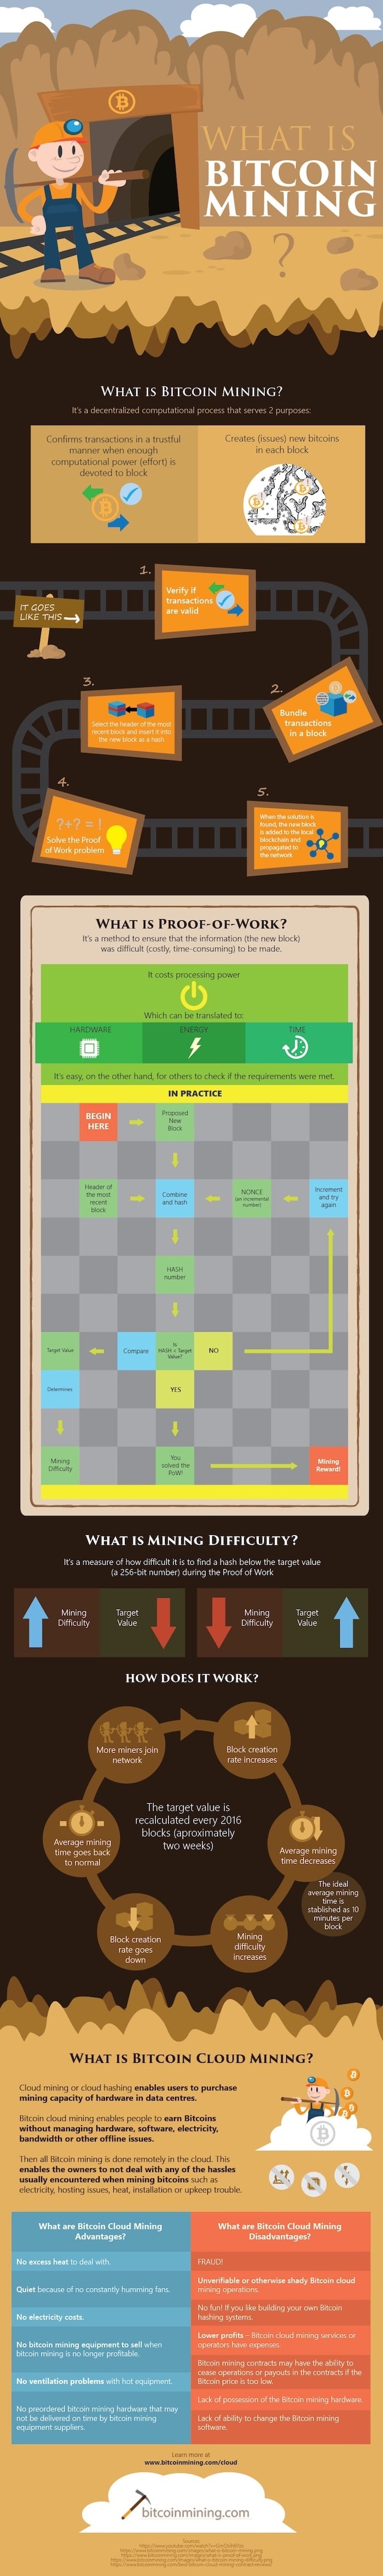 WHAT IS
BITCOIN
MINING
?
WHAT IS BITCOIN MINING?
It's a decentralized computational process that serves 2 purposes:
Confirms transactions in a trustful
manner when enough
computational power (effort) is
devoted to block
Creates (issues) new bitcoins
in each block
IT GOES
LIKE THIS
1.
Verify if
transactions
are valid
2.
Bundle
transactions
in a block
3.
Select the header of the most
recent block and insert it into
the new block as a hash
4.
?+? = !
Solve the Proof
of Work problem
5.
When the solution is
found, the new block
is added to the local
blockchain and
propagated to
the network
WHAT IS PROOF-OF-WORK?
It's a method to ensure that the information (the new block)
was difficult (costly, time-consuming) to be made.
It costs processing power
Which can be translated to:
HARDWARE
ENERGY
TIME
It's easy, on the other hand, for others to check if the requirements were met.
IN PRACTICE
BEGIN
HERE
Proposed
New
Block
Header of
the most
recent
block
Combine
and hash
NONCE
(an incremental
number)
Increment
and try
again
HASH
number
Target Value
Compare
Is
HASH < Target
Value?
NO
Determines
YES
Mining
Difficulty
You
solved the
PoW!
Mining
Reward!
WHAT IS MINING DIFFICULTY?
It's a measure of how difficult it is to find a hash below the target value
(a 256-bit number) during the Proof of Work
Mining
Difficulty
Target
Value
Mining
Difficulty
Target
Value
HOW DOES IT WORK?
More miners join
network
Block creation
rate increases
The target value is
recalculated every 2016
blocks (aproximately
two weeks)
Average mining
time goes back
to normal
Average mining
time decreases
The ideal
average mining
time is
stablished as 10
minutes per
block
Block creation
rate goes
down
Mining
difficulty
increases
WHAT IS BITCOIN CLOUD MINING?
Cloud mining or cloud hashing enables users to purchase
mining capacity of hardware in data centres.
Bitcoin cloud mining enables people to earn Bitcoins
without managing hardware, software, electricity,
bandwidth or other offline issues.
Then all Bitcoin mining is done remotely in the cloud. This
enables the owners to not deal with any of the hassles
usually encountered when mining bitcoins such as
electricity, hosting issues, heat, installation or upkeep trouble.
What are Bitcoin Cloud Mining
Advantages?
No excess heat to deal with.
Quiet because of no constantly humming fans.
No electricity costs.
No bitcoin mining equipment to sell when
bitcoin mining is no longer profitable.
No ventilation problems with hot equipment.
No preordered bitcoin mining hardware that may
not be delivered on time by bitcoin mining
equipment suppliers.
What are Bitcoin Cloud Mining
Disadvantages?
FRAUD!
Unverifiable or otherwise shady Bitcoin cloud
mining operations.
No fun! If you like building your own Bitcoin
hashing systems.
Lower profits – Bitcoin cloud mining services or
operators have expenses.
Bitcoin mining contracts may have the ability to
cease operations or payouts in the contracts if the
Bitcoin price is too low.
Lack of possession of the Bitcoin mining hardware.
Lack of ability to change the Bitcoin mining
software.
Learn more at
www.bitcoinmining.com/cloud
bitcoinmining.com
Sources: